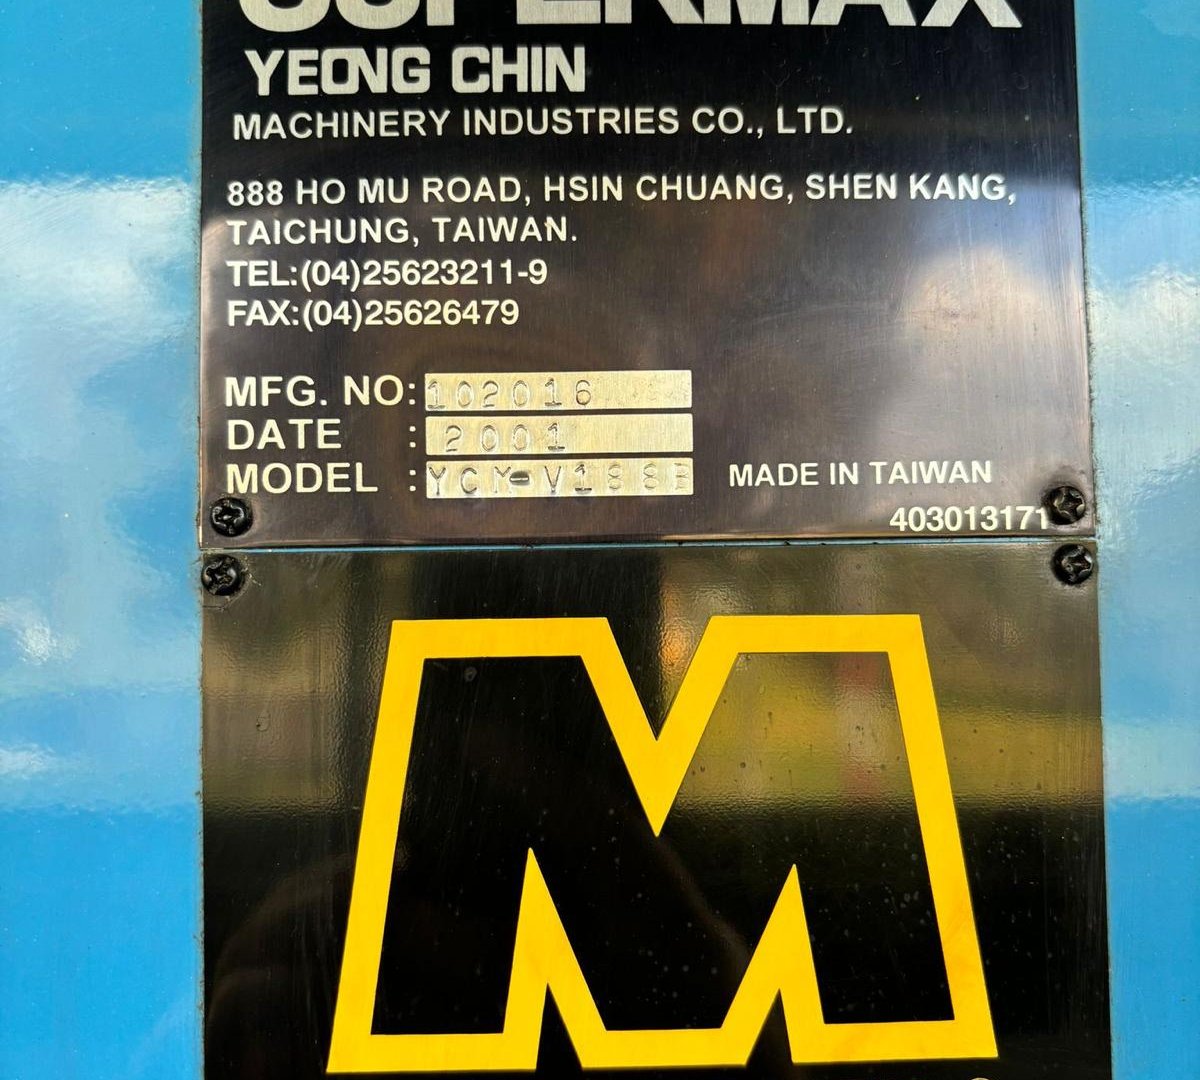 SUPERMAX
YEONG CHIN
MACHINERY INDUSTRIES CO., LTD.
888 HO MU ROAD, HSIN CHUANG, SHEN KANG,
TAICHUNG, TAIWAN.
TEL:(04)25623211-9
FAX:(04)25626479
MFG. NO: 102016
DATE : 2001
MODEL : YCM-V188B MADE IN TAIWAN
403013171
M